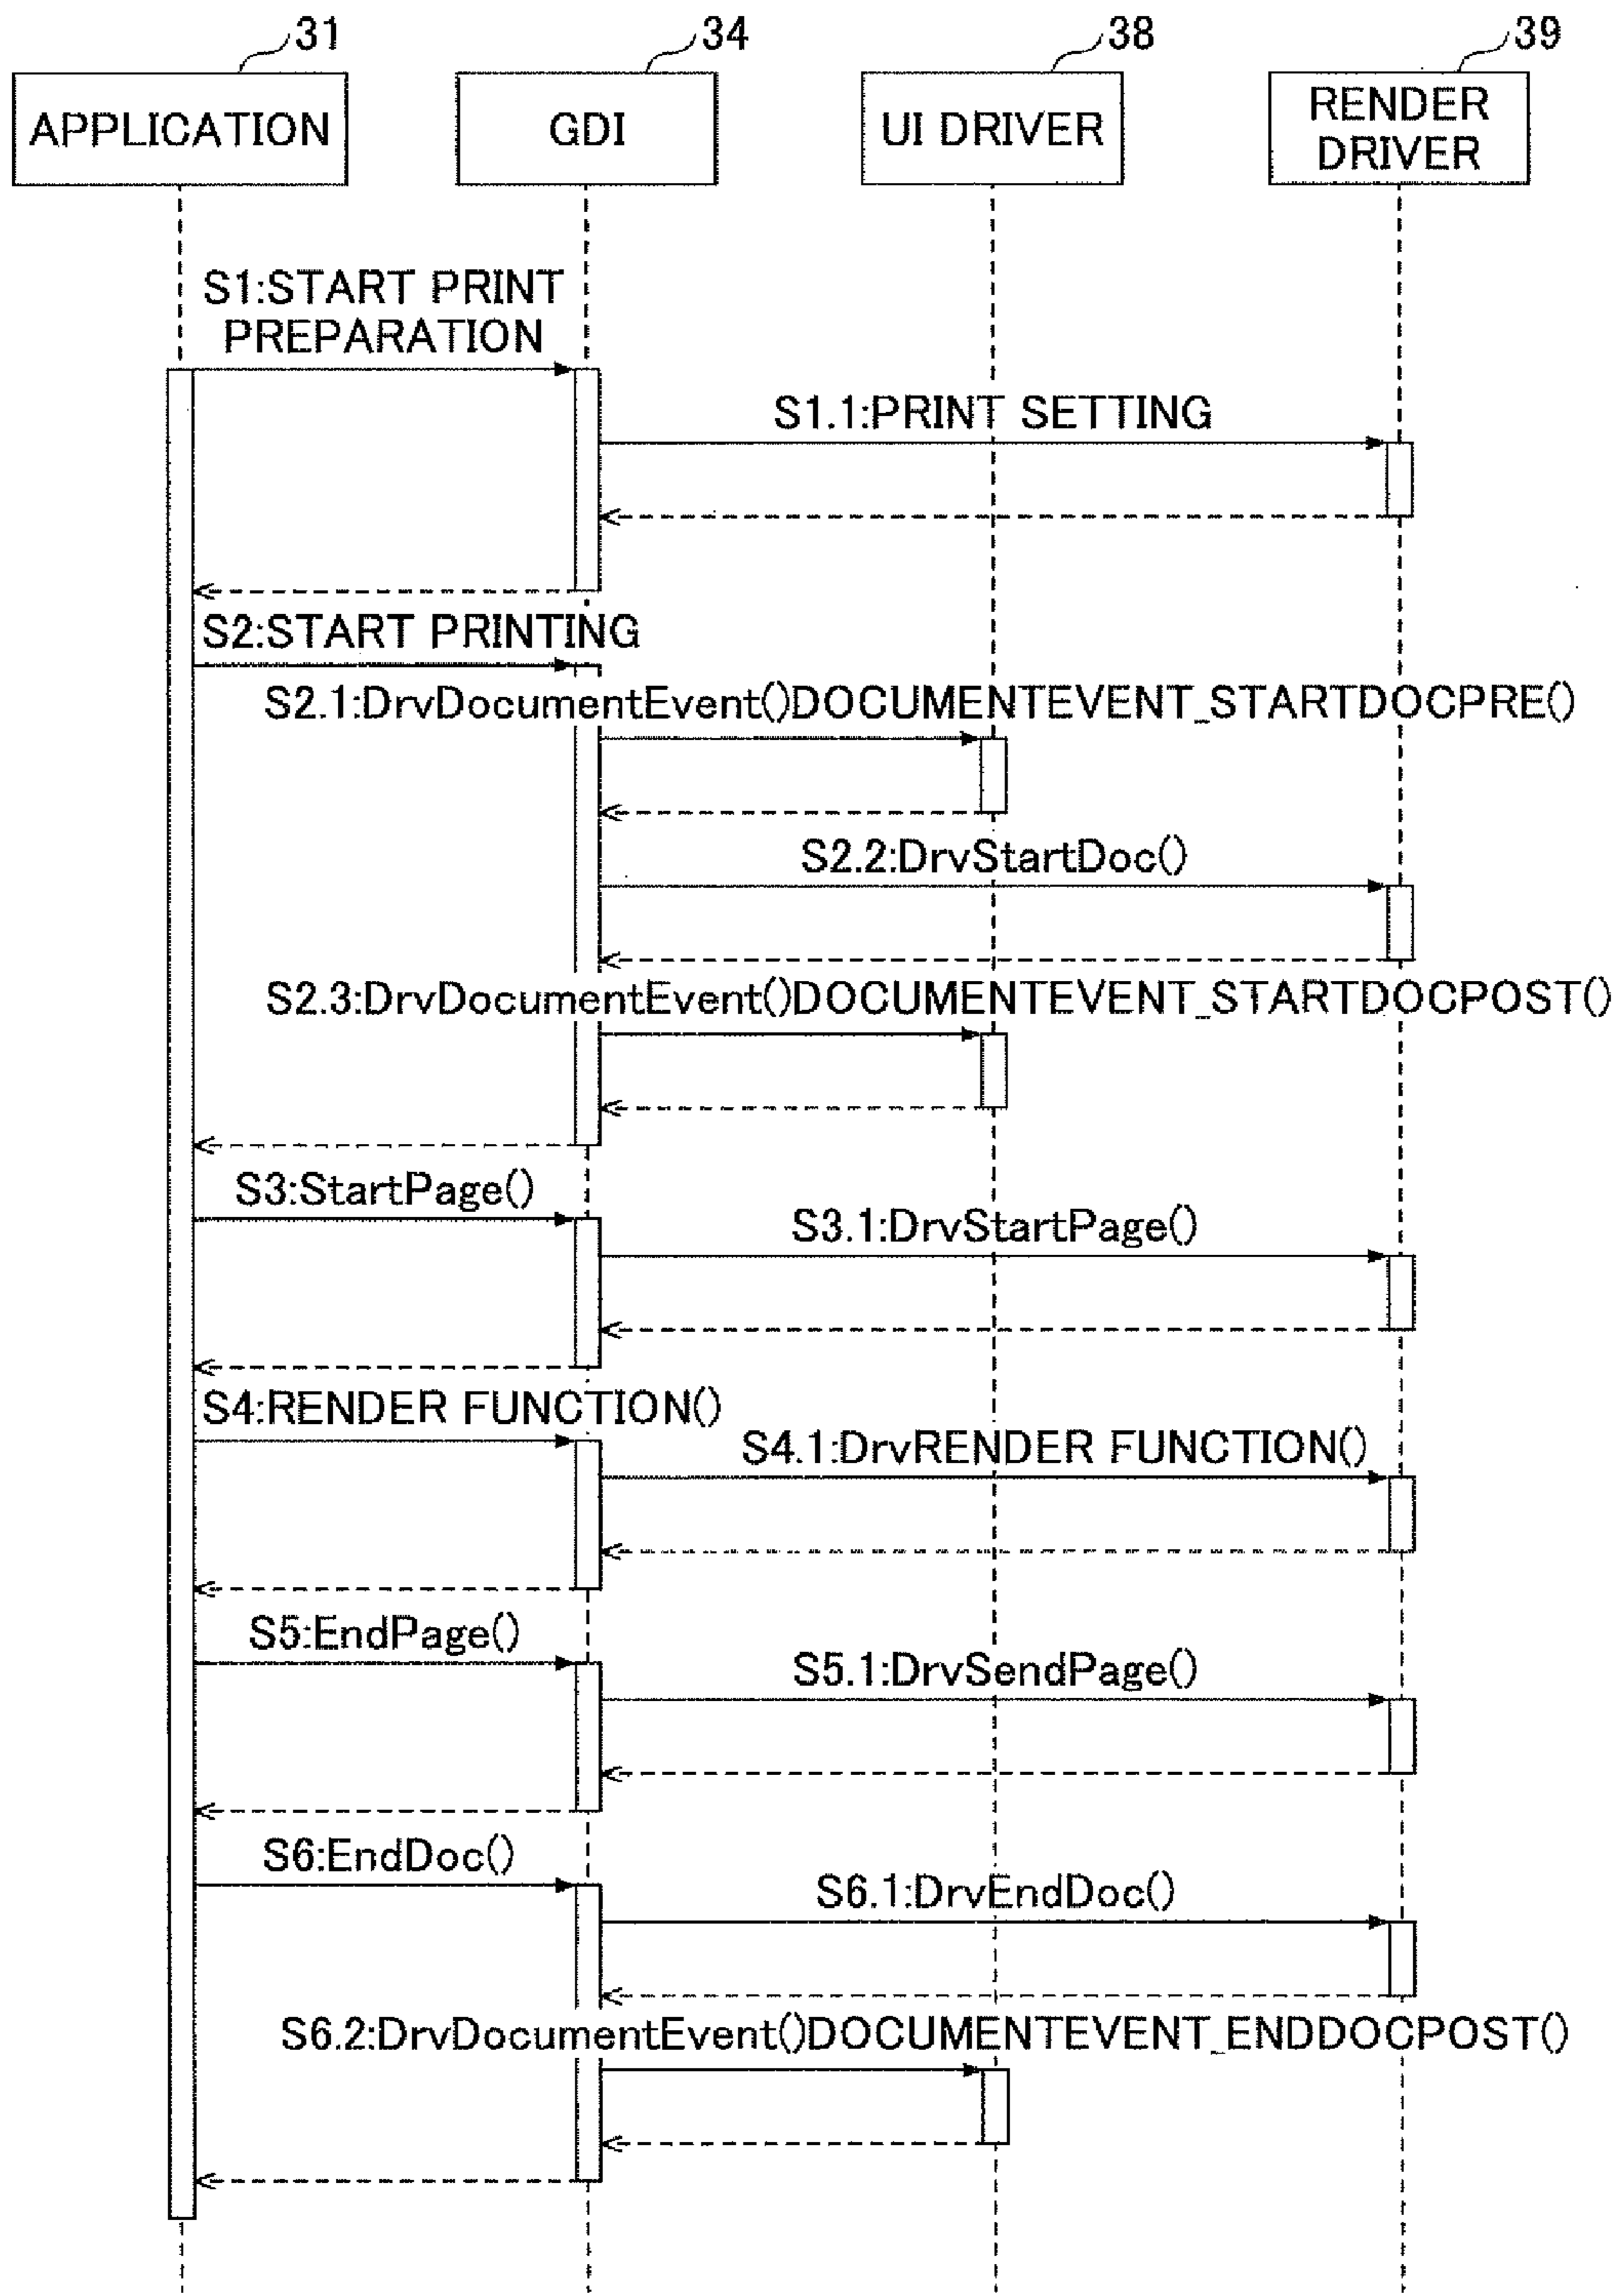 31
34
38
39
APPLICATION
GDI
UI DRIVER
RENDER
DRIVER
S1:START PRINT
PREPARATION
S1.1:PRINT SETTING
S2:START PRINTING
S2.1:DrvDocumentEvent()DOCUMENTEVENT_STARTDOCPRE()
S2.2:DrvStartDoc()
S2.3:DrvDocumentEvent()DOCUMENTEVENT_STARTDOCPOST()
S3:StartPage()
S3.1:DrvStartPage()
S4:RENDER FUNCTION()
S4.1:DrvRENDER FUNCTION()
S5:EndPage()
S5.1:DrvSendPage()
S6:EndDoc()
S6.1:DrvEndDoc()
S6.2:DrvDocumentEvent()DOCUMENTEVENT_ENDDOCPOST()